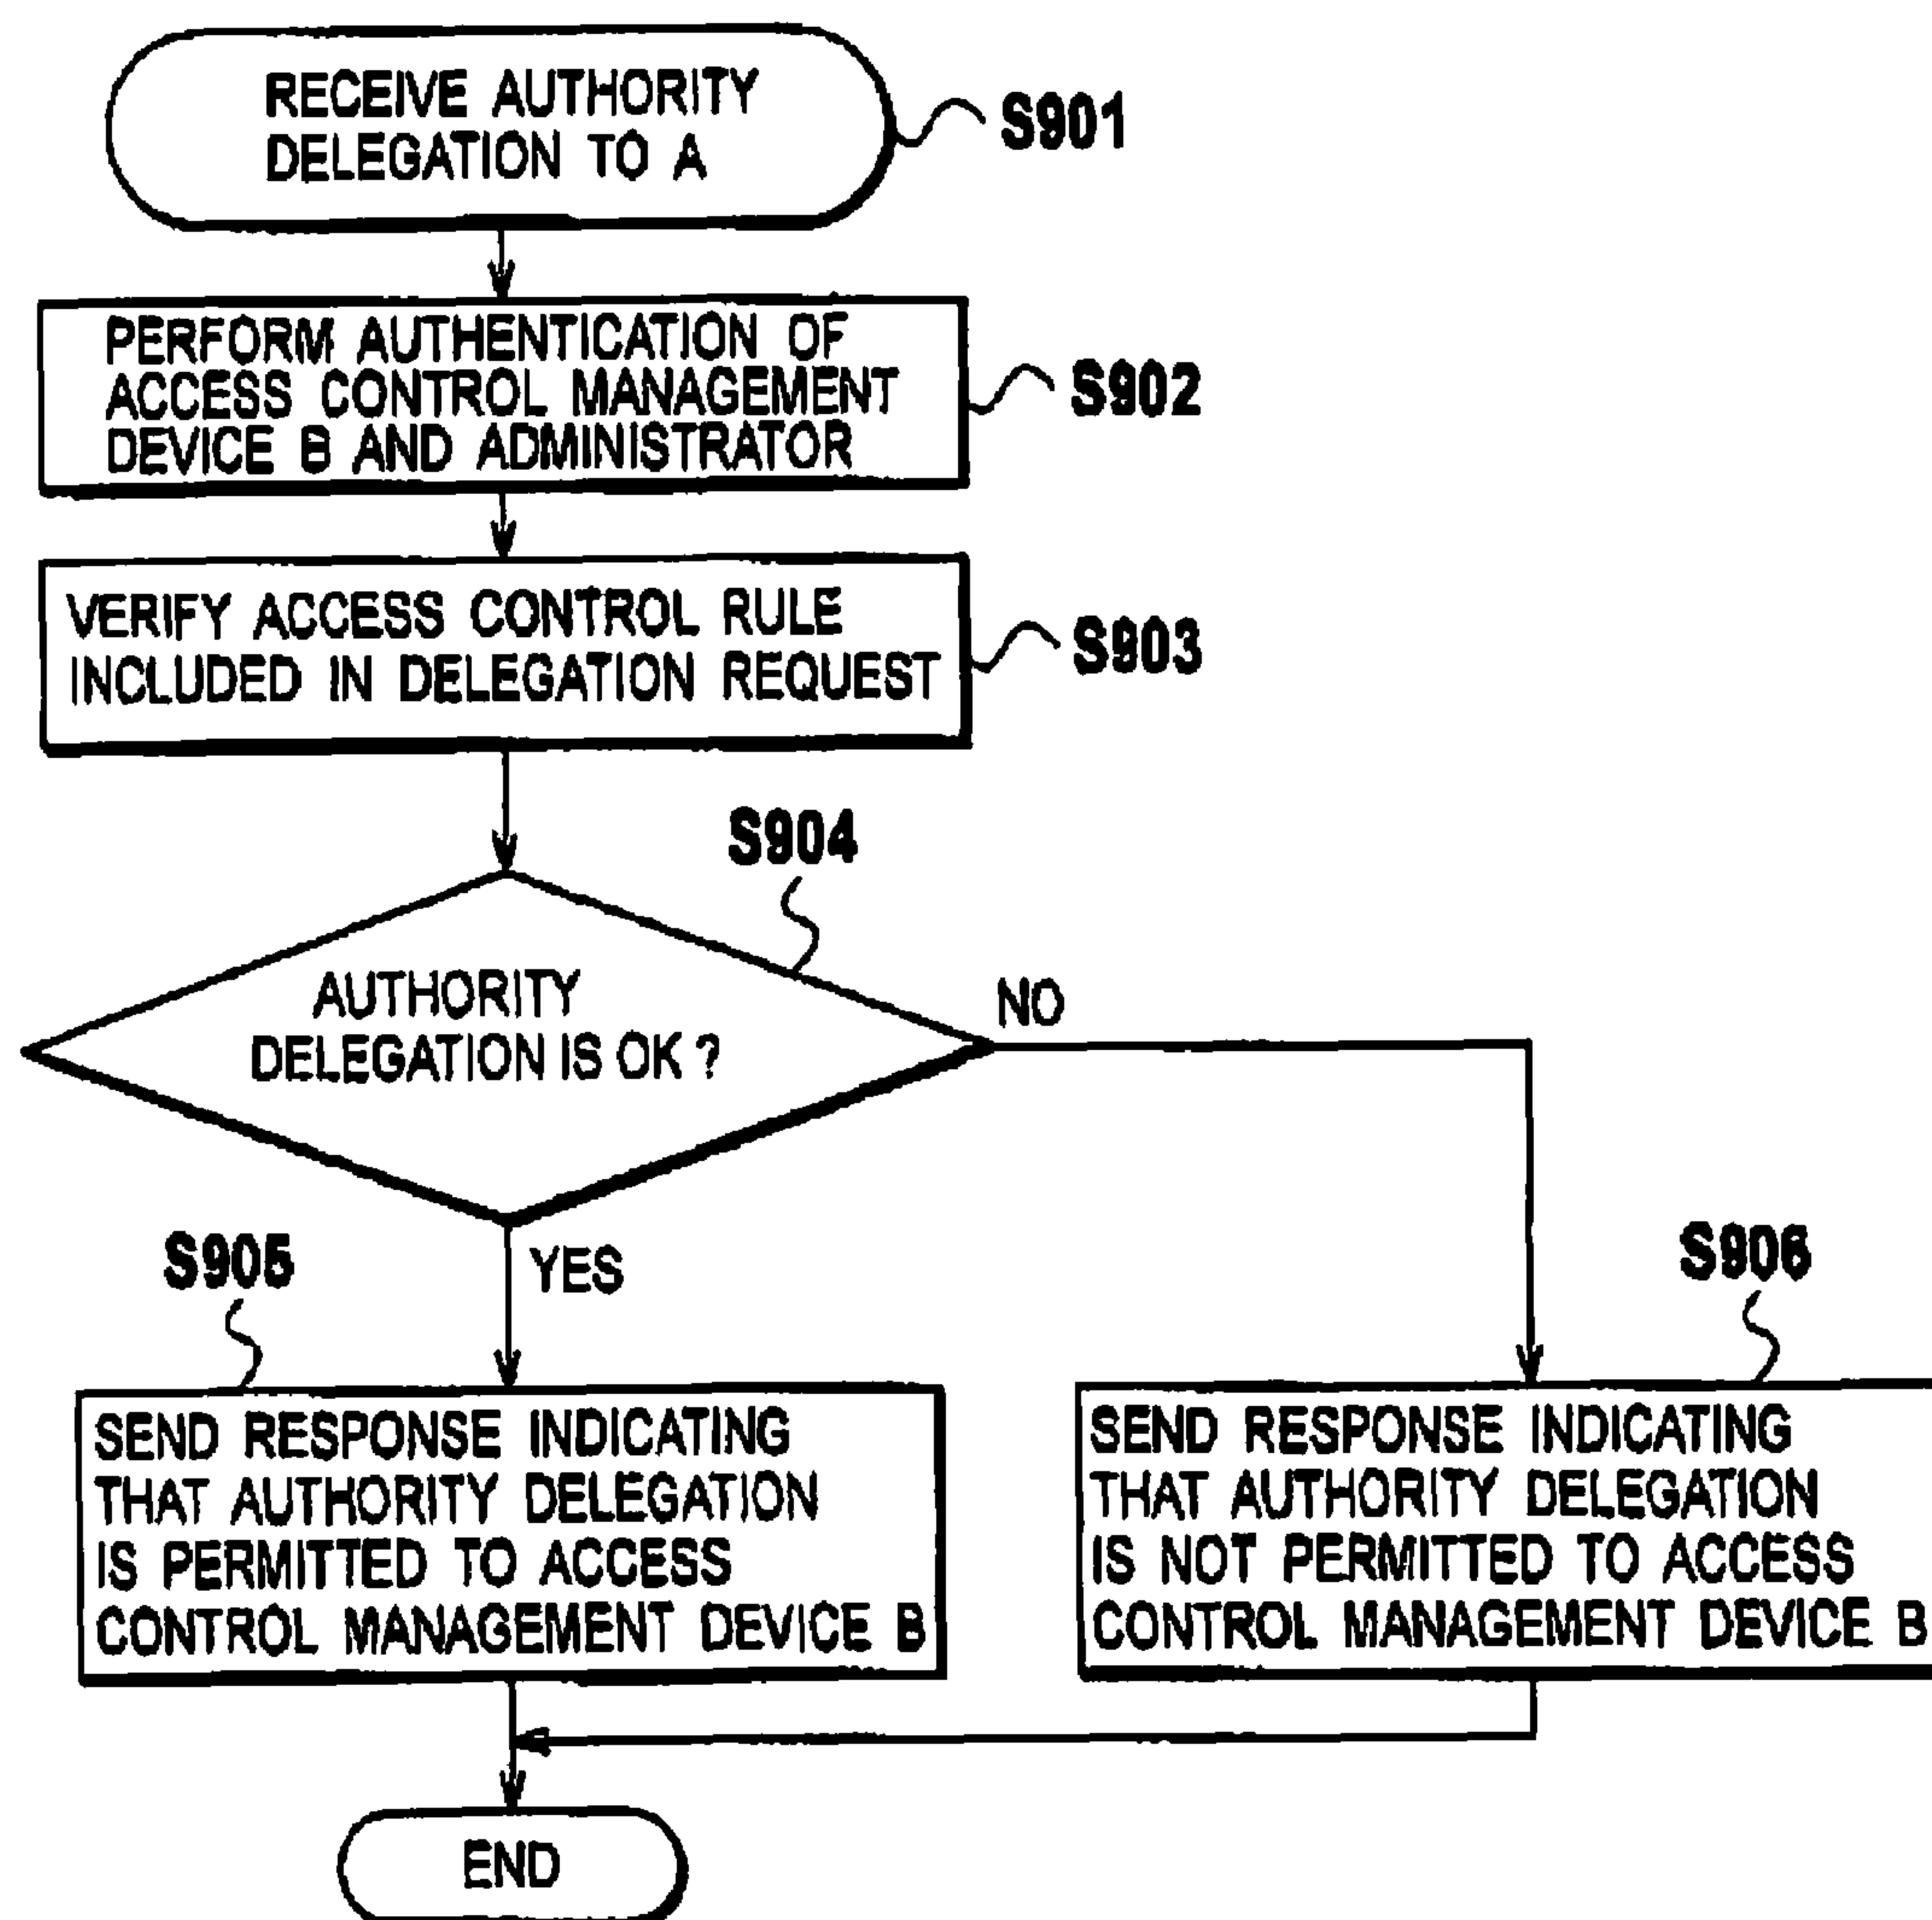 RECEIVE AUTHORITY
DELEGATION TO A
S901
PERFORM AUTHENTICATION OF
ACCESS CONTROL MANAGEMENT
DEVICE B AND ADMINISTRATOR
S902
VERIFY ACCESS CONTROL RULE
INCLUDED IN DELEGATION REQUEST
S903
S904
AUTHORITY
DELEGATION IS OK ?
NO
YES
S905
SEND RESPONSE INDICATING
THAT AUTHORITY DELEGATION
IS PERMITTED TO ACCESS
CONTROL MANAGEMENT DEVICE B
S906
SEND RESPONSE INDICATING
THAT AUTHORITY DELEGATION
IS NOT PERMITTED TO ACCESS
CONTROL MANAGEMENT DEVICE B
END